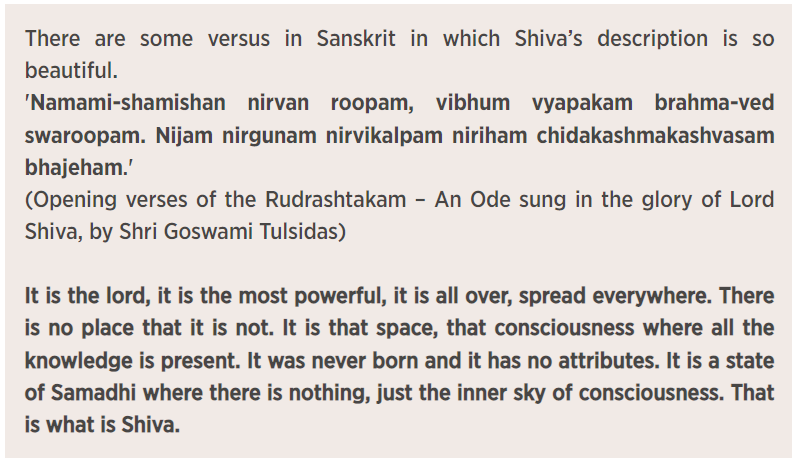 There are some versus in Sanskrit in which Shiva’s description is so
beautiful.
'Namami-shamishan nirvan roopam, vibhum vyapakam brahma-ved
swaroopam. Nijam nirgunam nirvikalpam niriham chidakashmakashvasam
bhajeham.'
(Opening verses of the Rudrashtakam – An Ode sung in the glory of Lord
Shiva, by Shri Goswami Tulsidas)
It is the lord, it is the most powerful, it is all over, spread everywhere. There
is no place that it is not. It is that space, that consciousness where all the
knowledge is present. It was never born and it has no attributes. It is a state
of Samadhi where there is nothing, just the inner sky of consciousness. That
is what is Shiva.